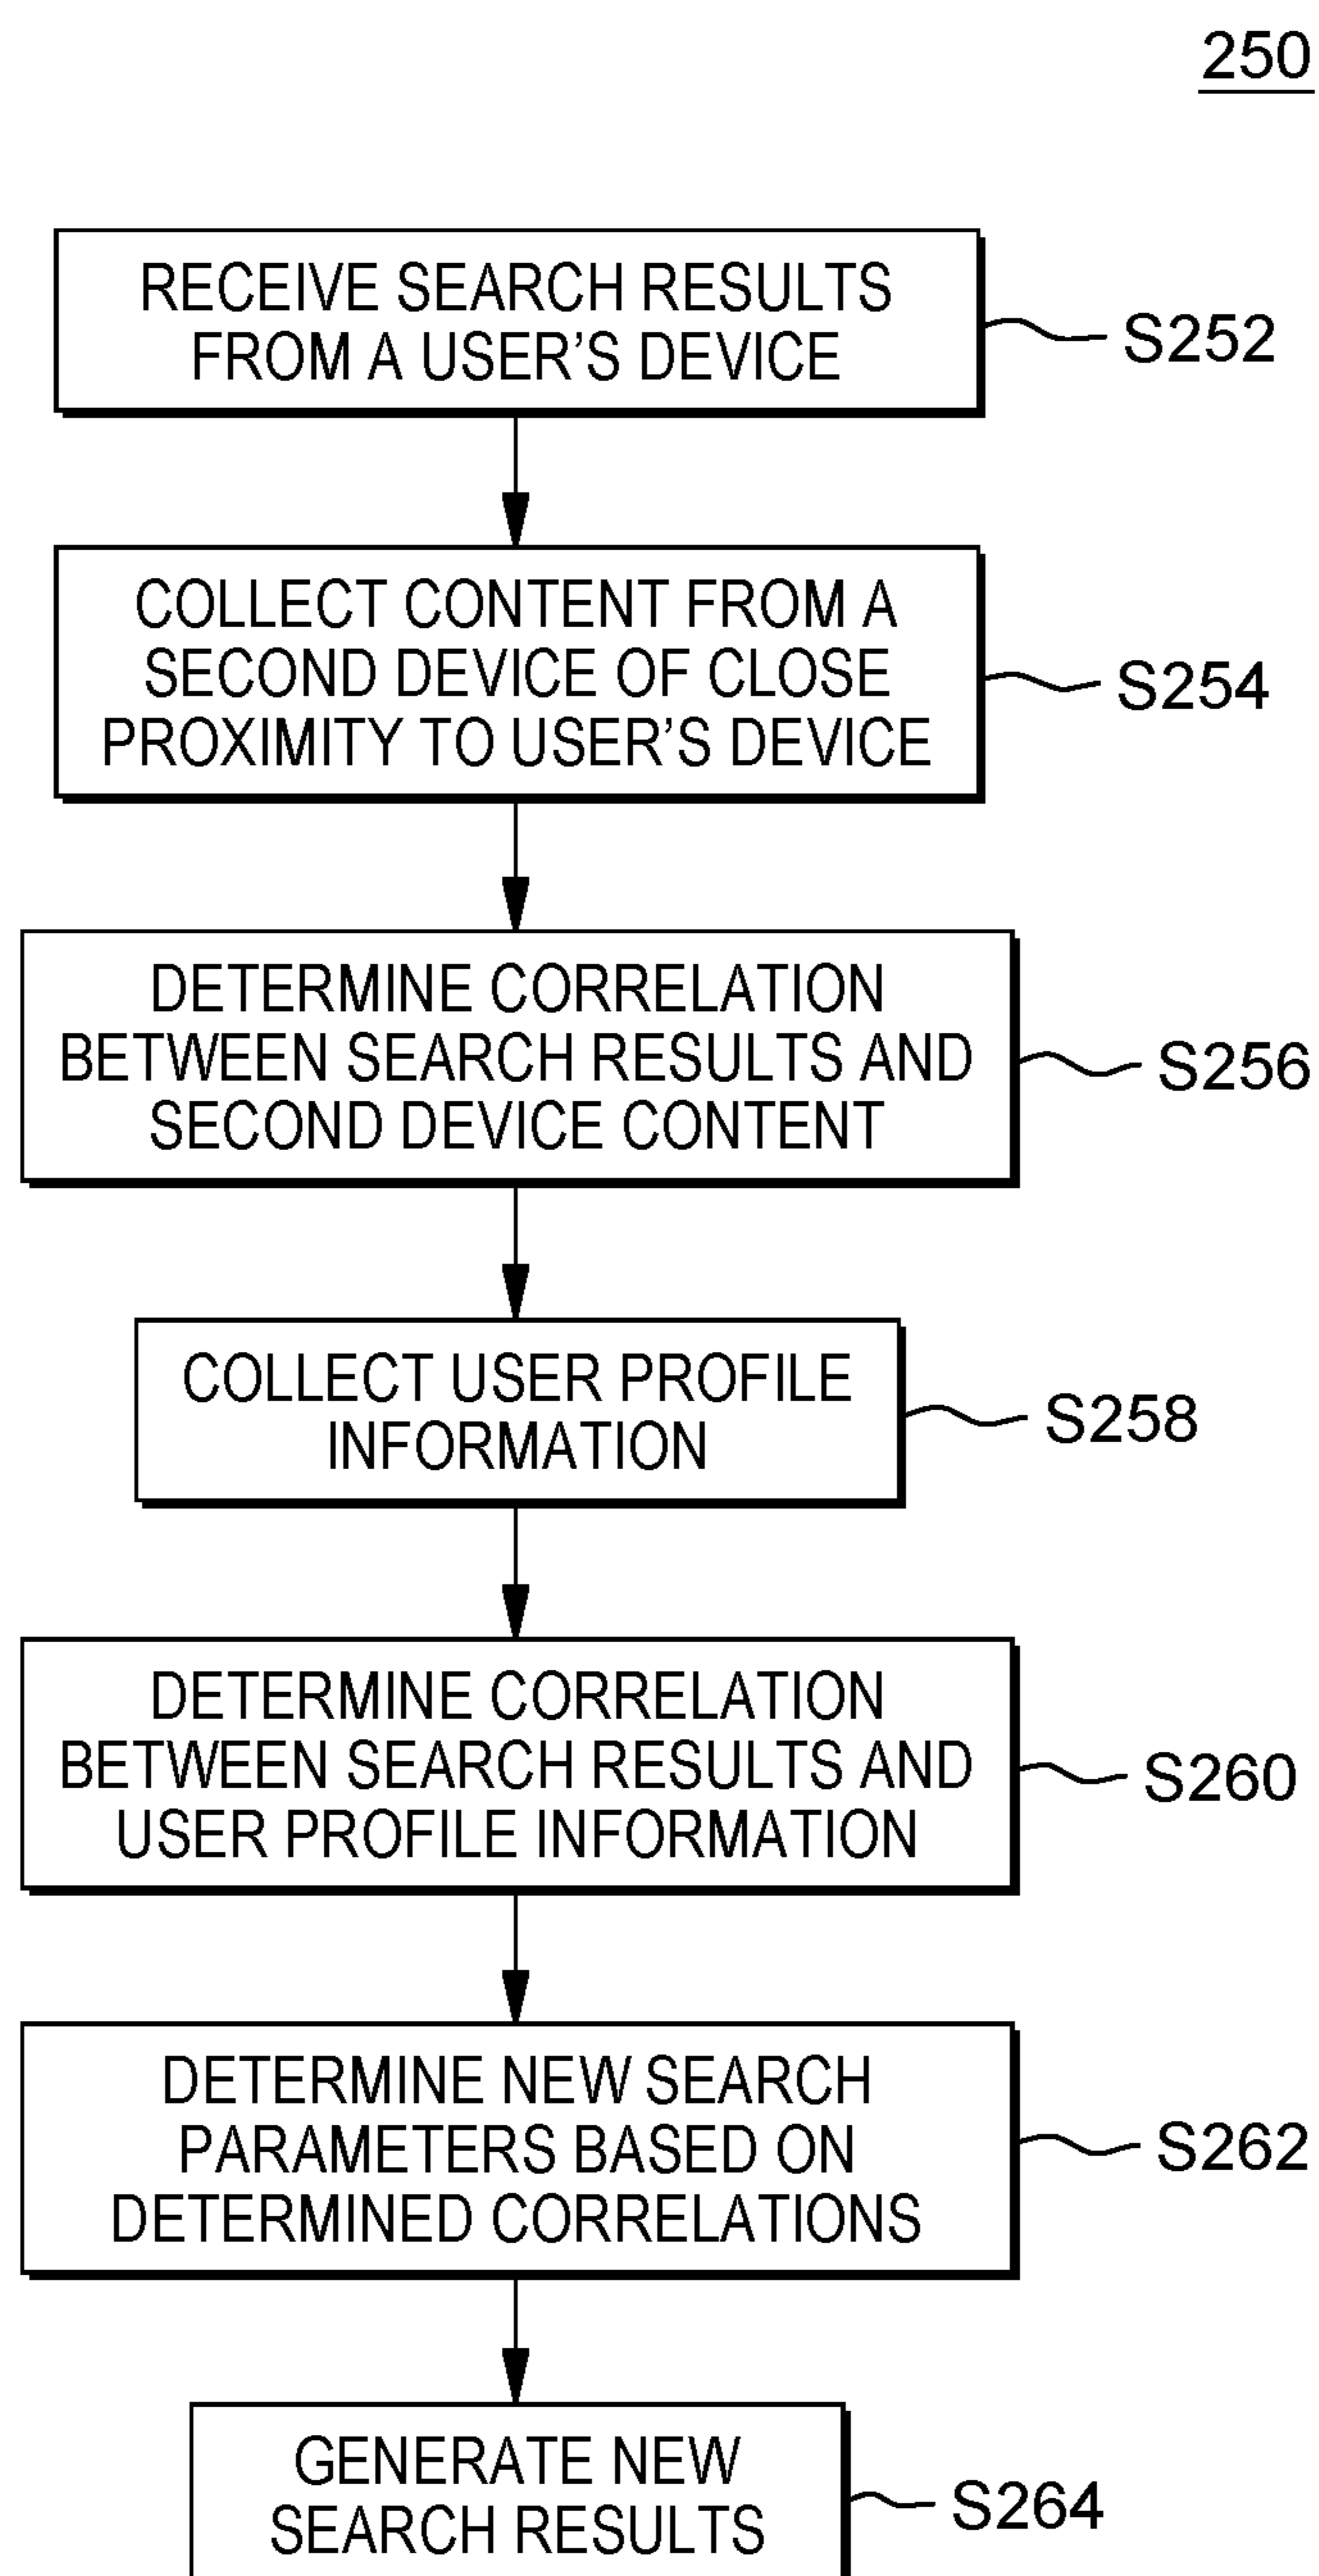 250
RECEIVE SEARCH RESULTS
FROM A USER'S DEVICE
S252
COLLECT CONTENT FROM A
SECOND DEVICE OF CLOSE
PROXIMITY TO USER'S DEVICE
S254
DETERMINE CORRELATION
BETWEEN SEARCH RESULTS AND
SECOND DEVICE CONTENT
S256
COLLECT USER PROFILE
INFORMATION
S258
DETERMINE CORRELATION
BETWEEN SEARCH RESULTS AND
USER PROFILE INFORMATION
S260
DETERMINE NEW SEARCH
PARAMETERS BASED ON
DETERMINED CORRELATIONS
S262
GENERATE NEW
SEARCH RESULTS
S264